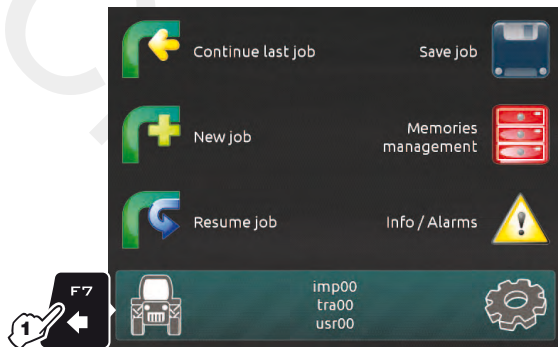 Continue last job
Save job
New job
Memories
management
Resume job
Info / Alarms
F7
imp00
tra00
usr00
1